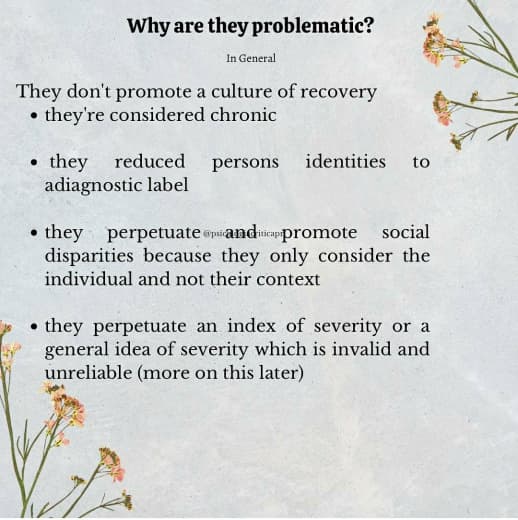 Why are they problematic?
In General
They don't promote a culture of recovery
• they're considered chronic
• they reduced persons identities to
adiagnostic label
• they perpetuate and promote social
disparities because they only consider the
individual and not their context
• they perpetuate an index of severity or a
general idea of severity which is invalid and
unreliable (more on this later)